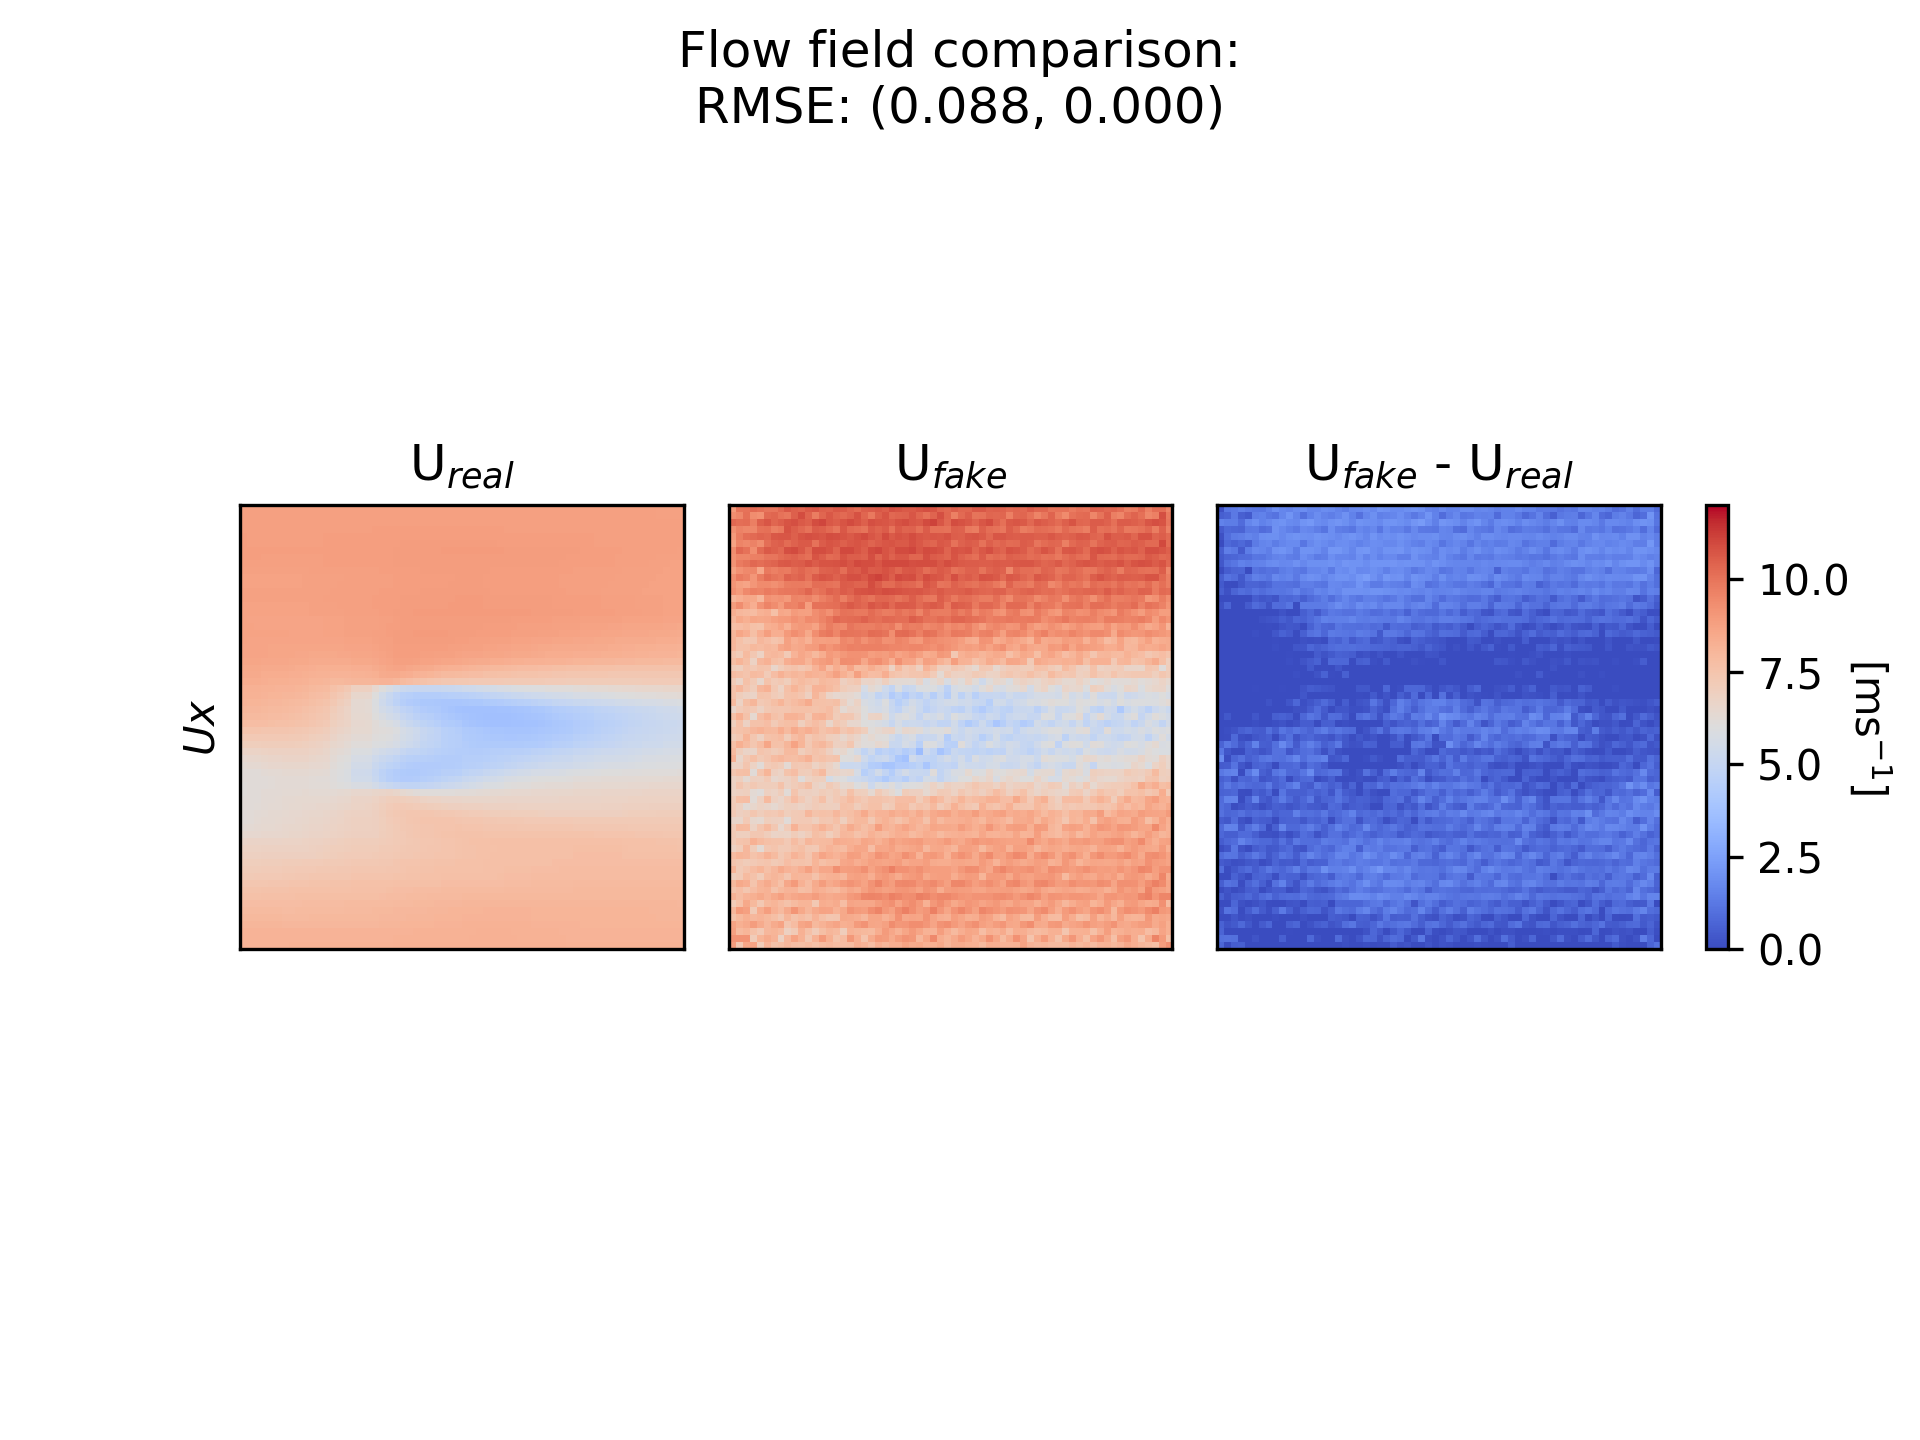 Flow field comparison:
RMSE: (0.088, 0.000)
U_real
U_fake
U_fake - U_real
Ux
10.0
7.5
5.0
2.5
0.0
[ms⁻¹]